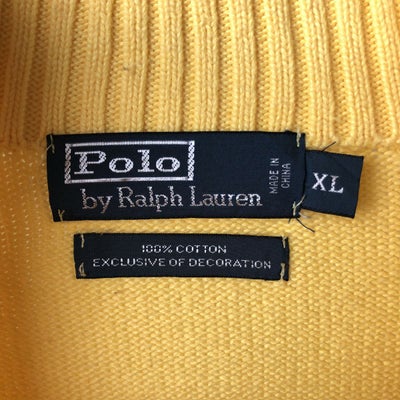 Polo
by Ralph Lauren
MADE IN
CHINA
XL
100% COTTON
EXCLUSIVE OF DECORATION